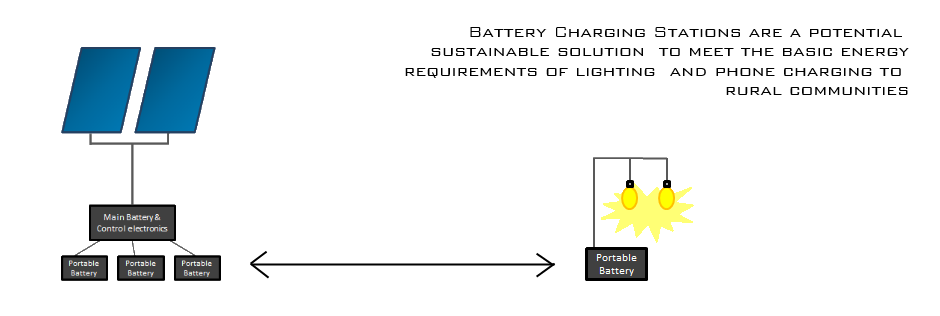 Battery Charging Stations are a potential
sustainable solution to meet the basic energy
requirements of lighting and phone charging to
rural communities
Main Battery &
Control electronics
Portable
Battery
Portable
Battery
Portable
Battery
Portable
Battery